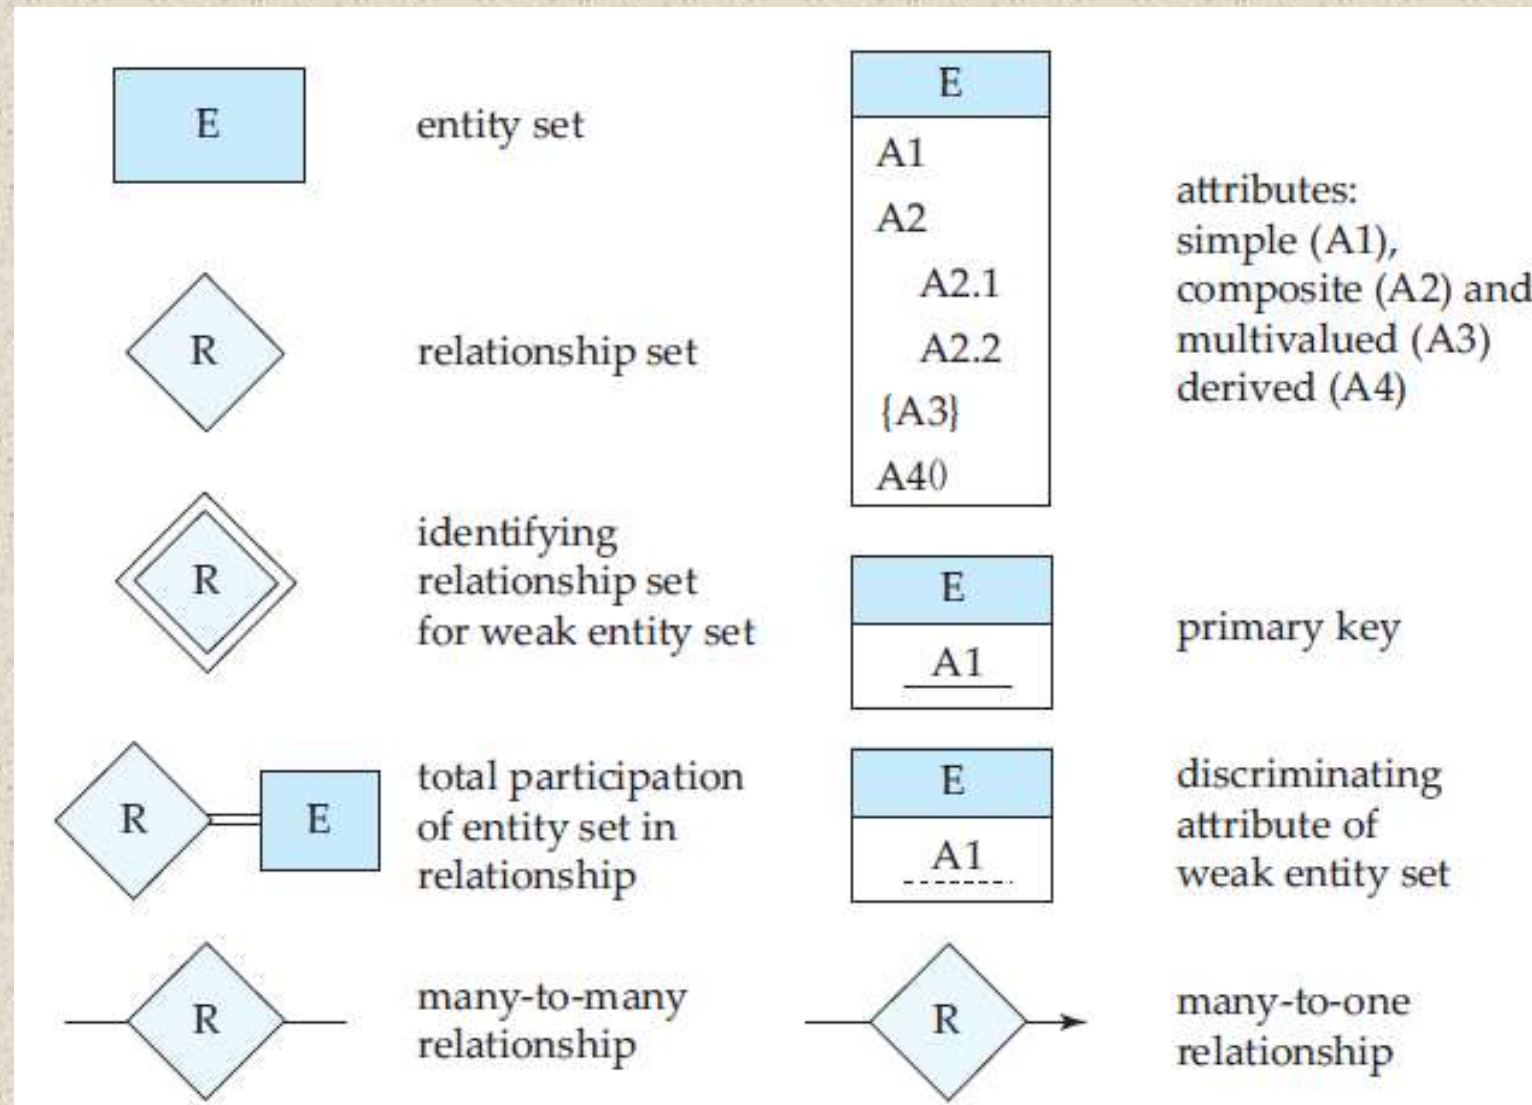 E
entity set
R
relationship set
R
identifying
relationship set
for weak entity set
R
E
total participation
of entity set in
relationship
R
many-to-many
relationship
E
A1
A2
A2.1
A2.2
{A3}
A4()
attributes:
simple (A1),
composite (A2) and
multivalued (A3)
derived (A4)
E
A1
primary key
E
A1
discriminating
attribute of
weak entity set
R
many-to-one
relationship